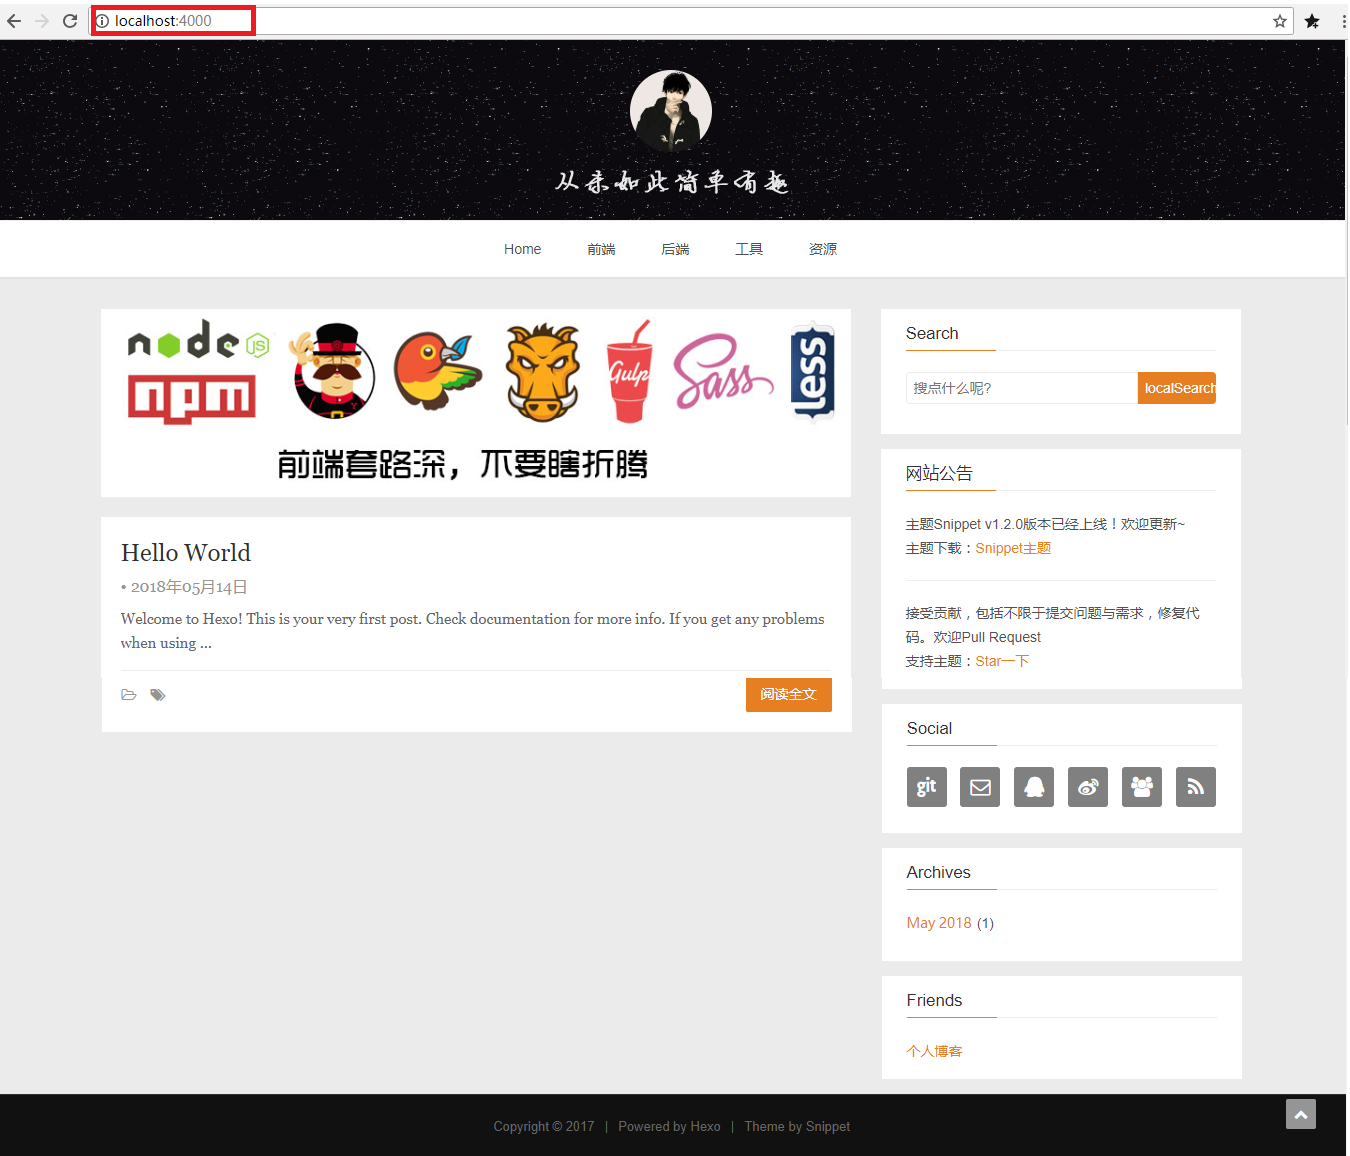 localhost:4000
从未如此简单有趣
Home 前端 后端 工具 资源
node JS
npm
Gulp
Sass
{less}
前端套路深，不要瞎折腾
Hello World
• 2018年05月14日
Welcome to Hexo! This is your very first post. Check documentation for more info. If you get any problems
when using ...
阅读全文
Search
搜点什么呢?
localSearch
网站公告
主题Snippet v1.2.0版本已经上线！欢迎更新~
主题下载：Snippet主题
接受贡献，包括不限于提交问题与需求，修复代
码。欢迎Pull Request
支持主题：Star一下
Social
git
Archives
May 2018 (1)
Friends
个人博客
Copyright © 2017 | Powered by Hexo | Theme by Snippet